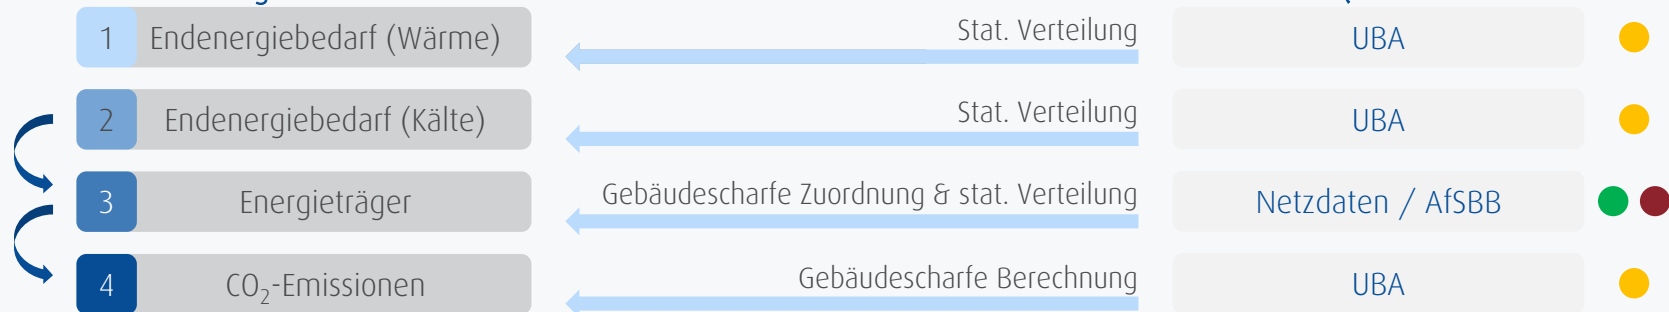 1 Endenergiebedarf (Wärme) Stat. Verteilung UBA
2 Endenergiebedarf (Kälte) Stat. Verteilung UBA
3 Energieträger Gebäudescharfe Zuordnung & stat. Verteilung Netzdaten / AfSBB
4 CO₂-Emissionen Gebäudescharfe Berechnung UBA